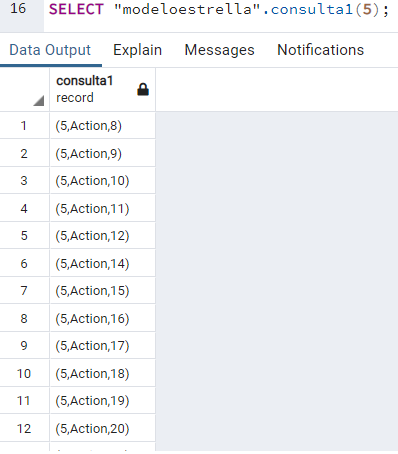 16 SELECT "modeloestrella".consulta1(5);
Data Output Explain Messages Notifications
consulta1
record
1 (5,Action,8)
2 (5,Action,9)
3 (5,Action,10)
4 (5,Action,11)
5 (5,Action,12)
6 (5,Action,14)
7 (5,Action,15)
8 (5,Action,16)
9 (5,Action,17)
10 (5,Action,18)
11 (5,Action,19)
12 (5,Action,20)